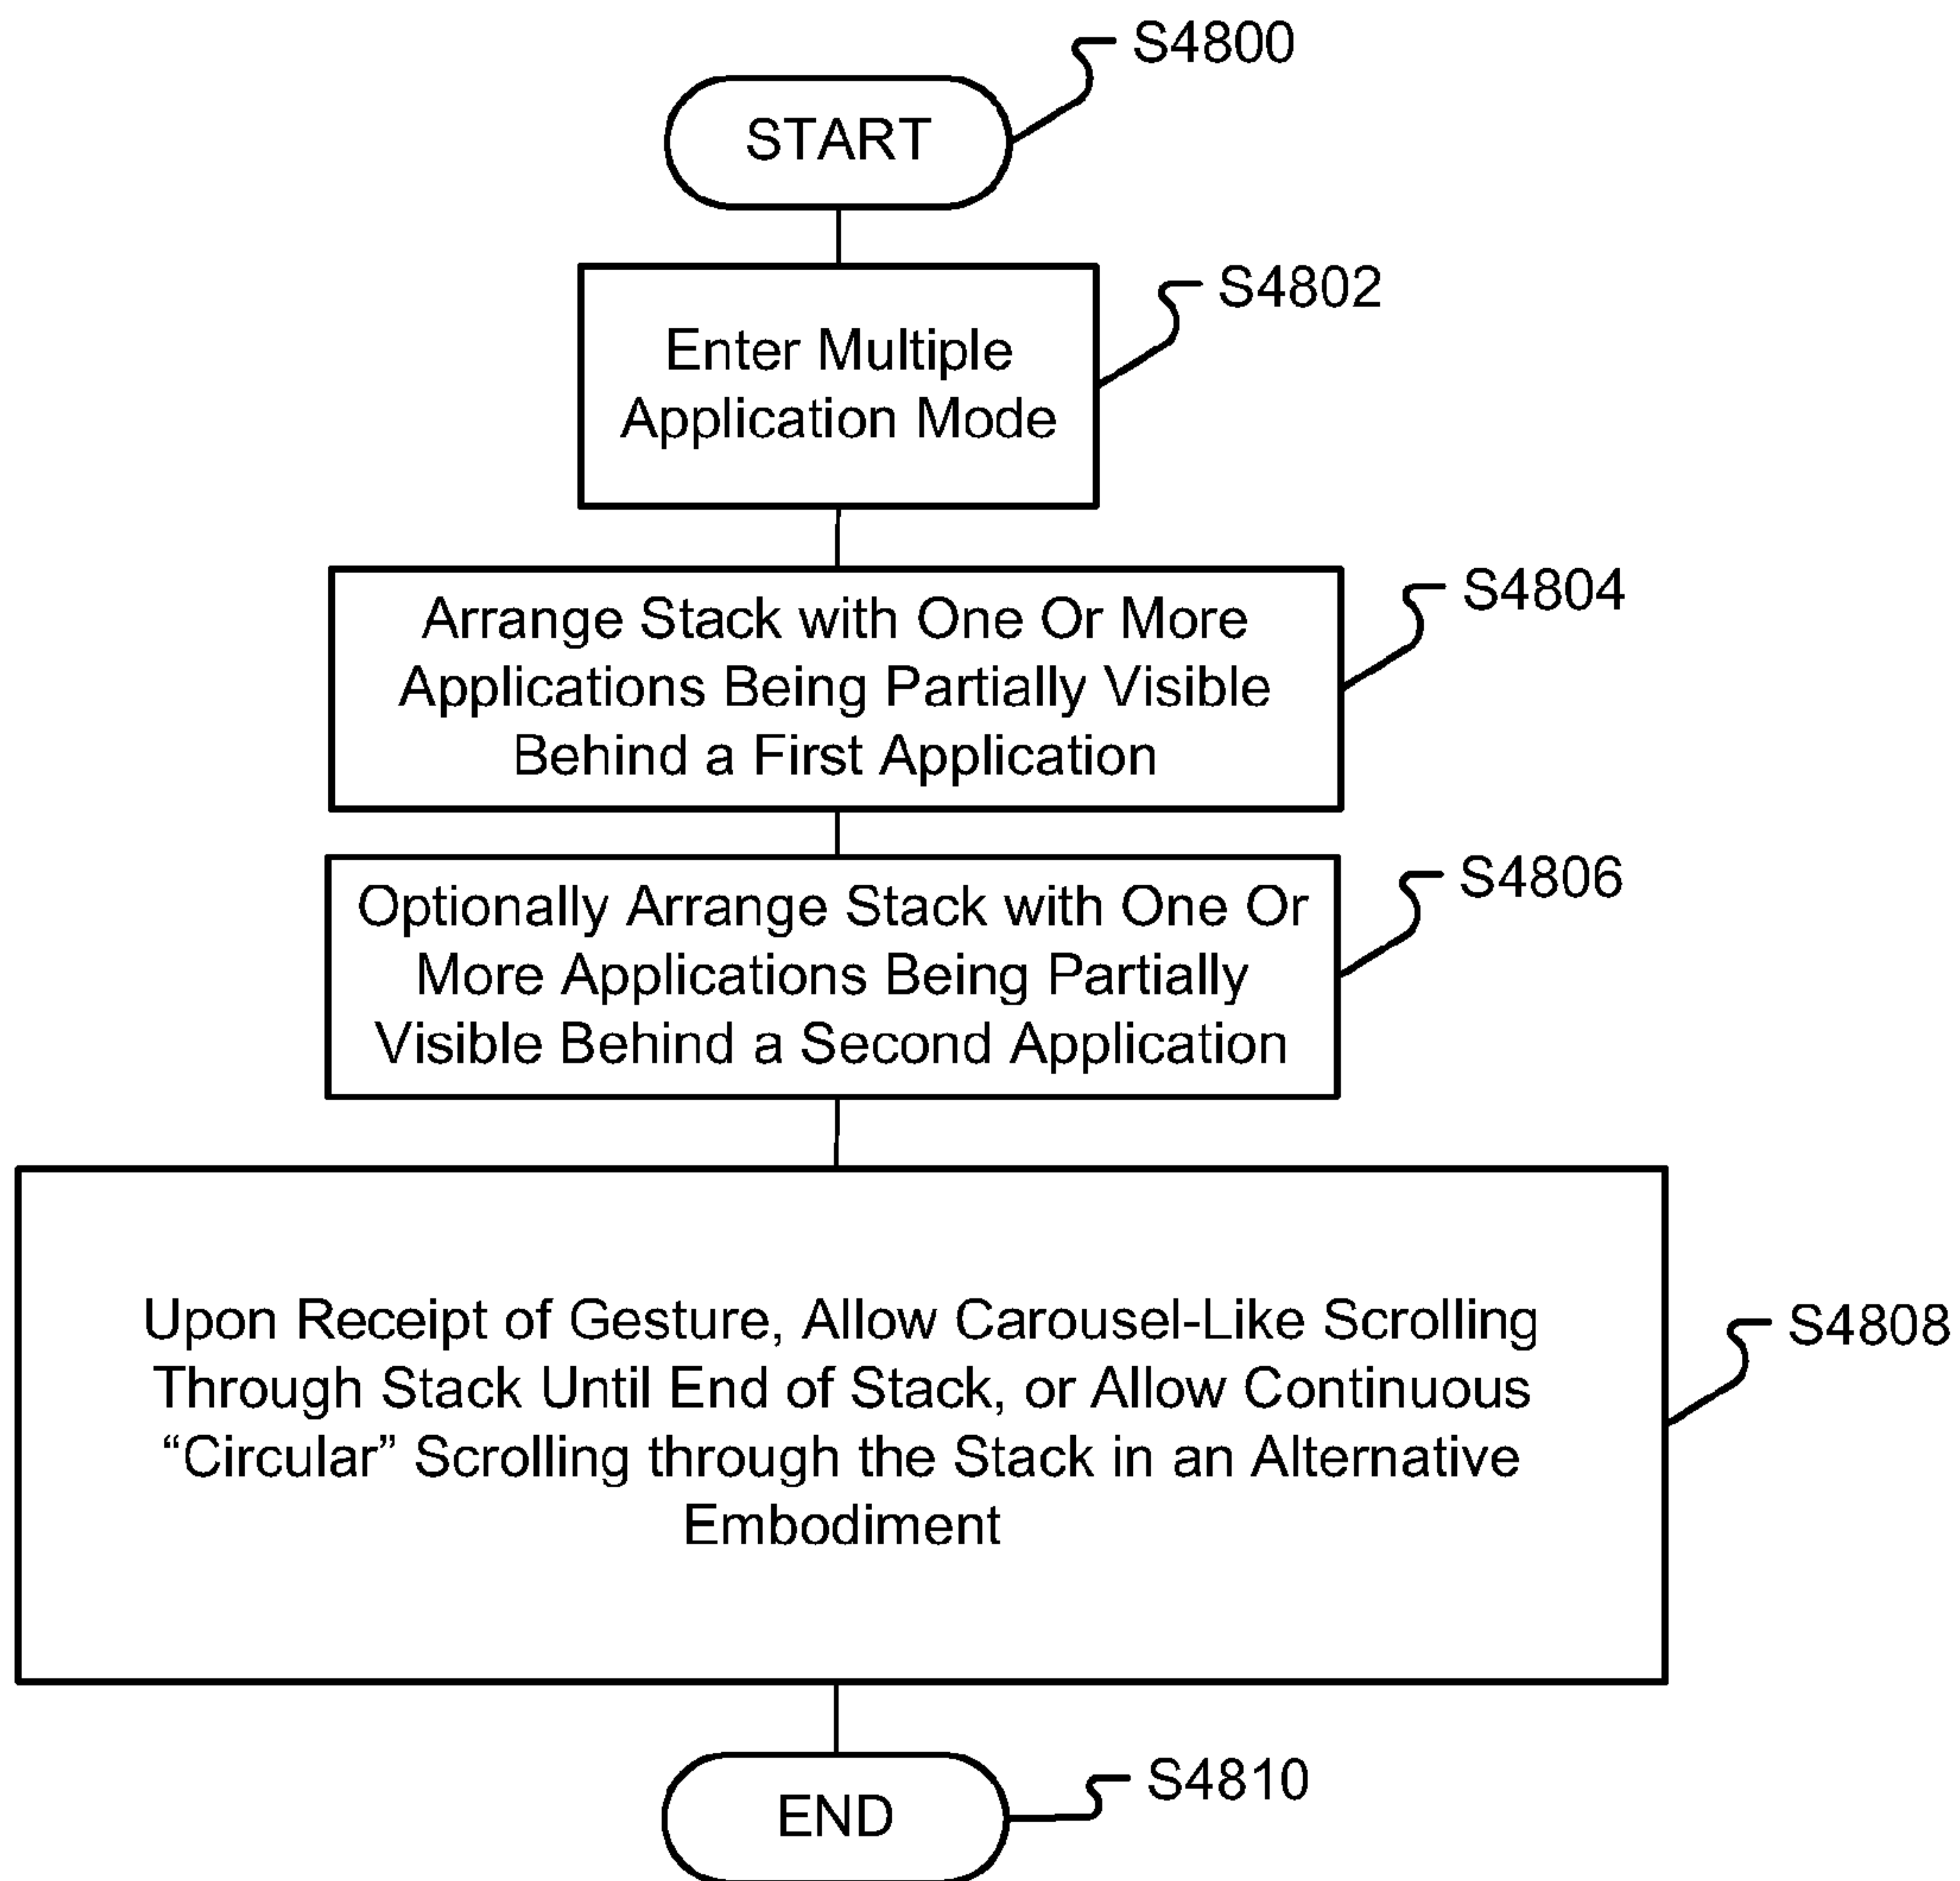 S4800
START
S4802
Enter Multiple
Application Mode
S4804
Arrange Stack with One Or More
Applications Being Partially Visible
Behind a First Application
S4806
Optionally Arrange Stack with One Or
More Applications Being Partially
Visible Behind a Second Application
Upon Receipt of Gesture, Allow Carousel-Like Scrolling
S4808
Through Stack Until End of Stack, or Allow Continuous
“Circular” Scrolling through the Stack in an Alternative
Embodiment
S4810
END